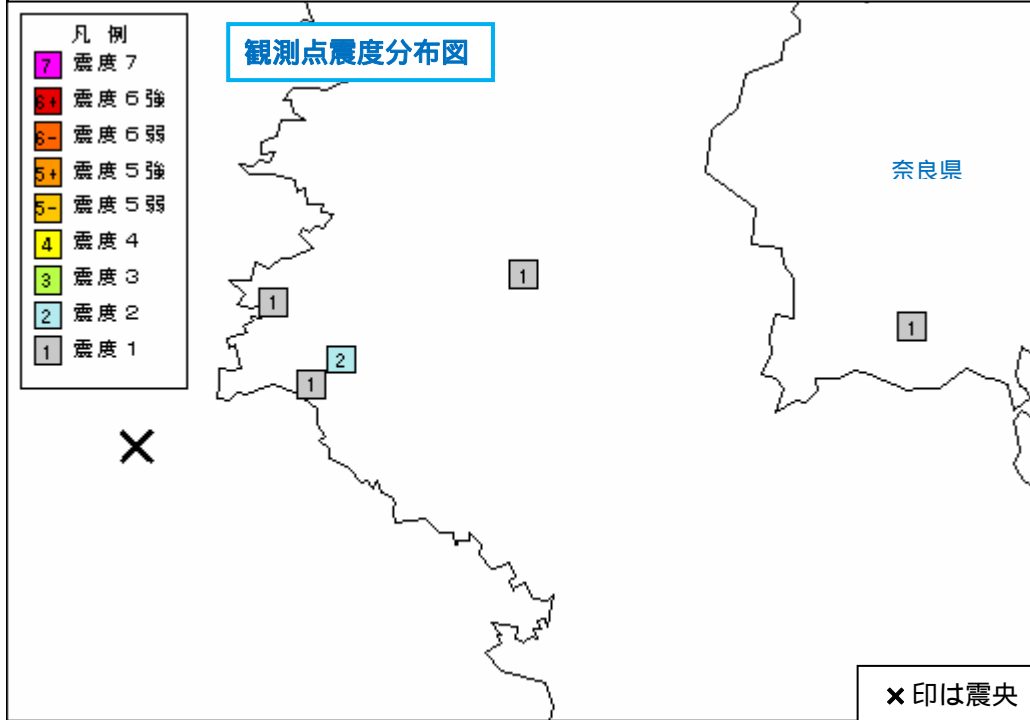 凡例
7 震度７
6+ 震度６強
6- 震度６弱
5+ 震度５強
5- 震度５弱
4 震度４
3 震度３
2 震度２
1 震度１
観測点震度分布図
奈良県
1
1
1
2
1
×印は震央